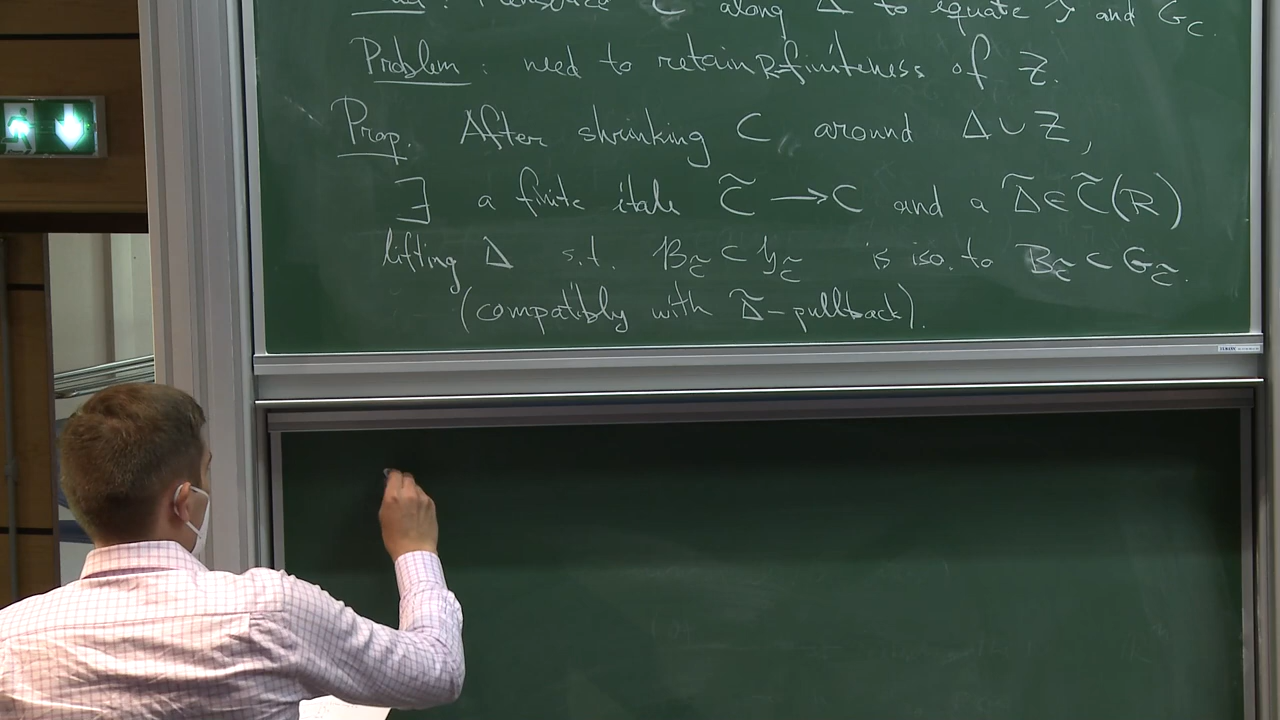 : C along Δ to equate 𝒴 and G_C.
Problem : need to retain R-finiteness of Z.
Prop. After shrinking C around Δ ∪ Z,
∃ a finite étale C̃ → C and a Δ̃ ∈ C̃(R)
lifting Δ s.t. B_C̃ ⊂ 𝒴_C̃ is iso. to B_C̃ ⊂ G_C̃.
(compatibly with Δ̃-pullback).